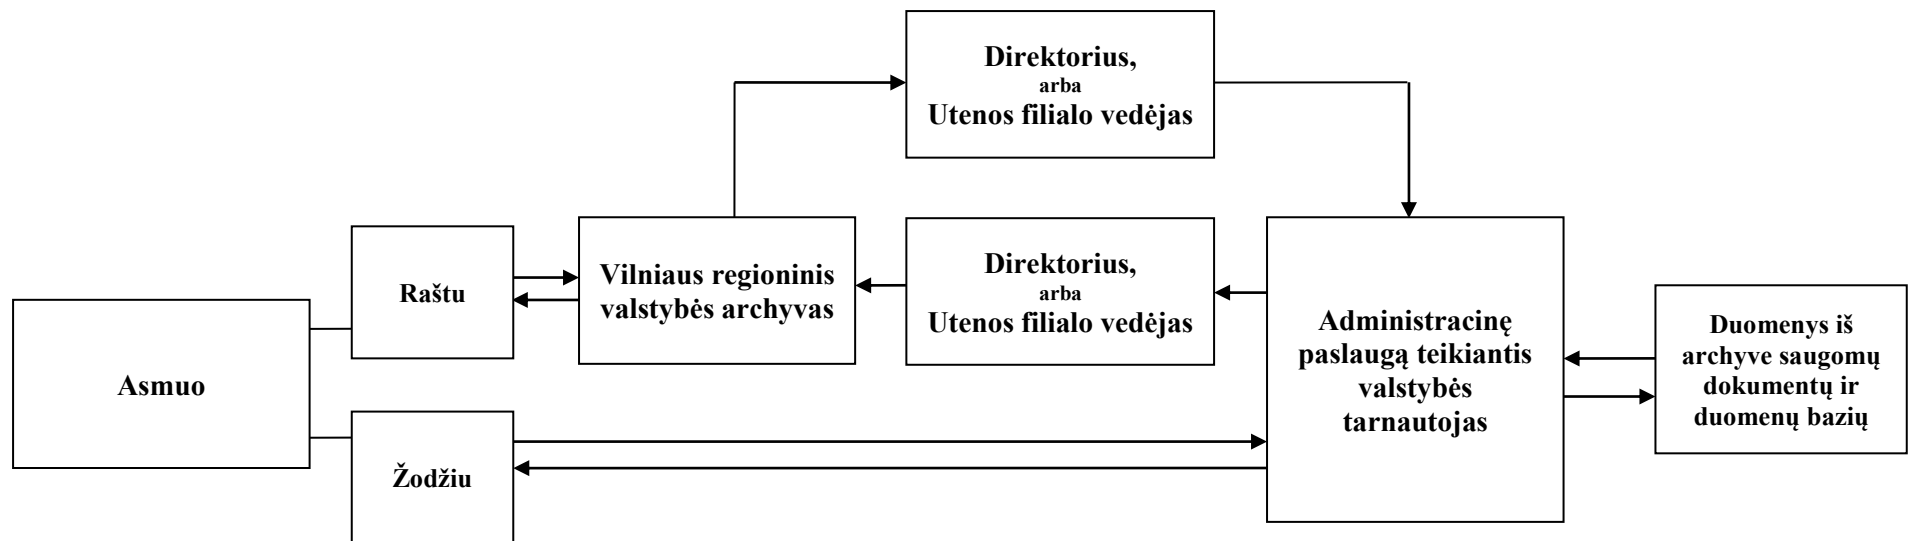 Direktorius,
arba
Utenos filialo vedėjas
Raštu
Vilniaus regioninis
valstybės archyvas
Direktorius,
arba
Utenos filialo vedėjas
Asmuo
Žodžiu
Administracinę
paslaugą teikiantis
valstybės
tarnautojas
Duomenys iš
archyve saugomų
dokumentų ir
duomenų bazių